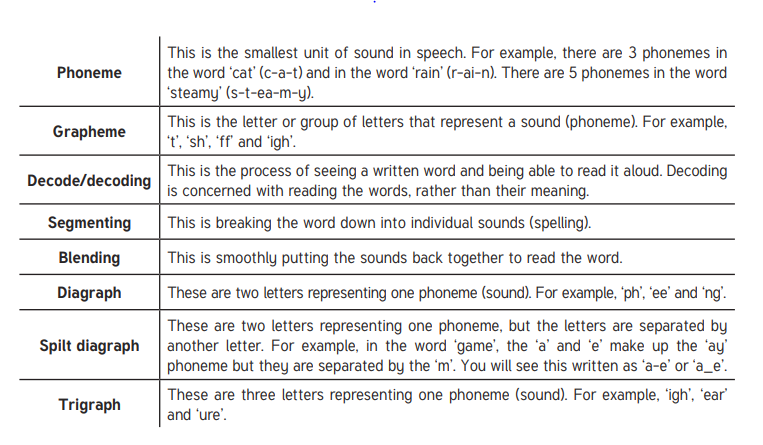 Phoneme
This is the smallest unit of sound in speech. For example, there are 3 phonemes in
the word ‘cat’ (c-a-t) and in the word ‘rain’ (r-ai-n). There are 5 phonemes in the word
‘steamy’ (s-t-ea-m-y).
Grapheme
This is the letter or group of letters that represent a sound (phoneme). For example,
‘t’, ‘sh’, ‘ff’ and ‘igh’.
Decode/decoding
This is the process of seeing a written word and being able to read it aloud. Decoding
is concerned with reading the words, rather than their meaning.
Segmenting
This is breaking the word down into individual sounds (spelling).
Blending
This is smoothly putting the sounds back together to read the word.
Diagraph
These are two letters representing one phoneme (sound). For example, ‘ph’, ‘ee’ and ‘ng’.
Spilt diagraph
These are two letters representing one phoneme, but the letters are separated by
another letter. For example, in the word ‘game’, the ‘a’ and ‘e’ make up the ‘ay’
phoneme but they are separated by the ‘m’. You will see this written as ‘a-e’ or ‘a_e’.
Trigraph
These are three letters representing one phoneme (sound). For example, ‘igh’, ‘ear’
and ‘ure’.